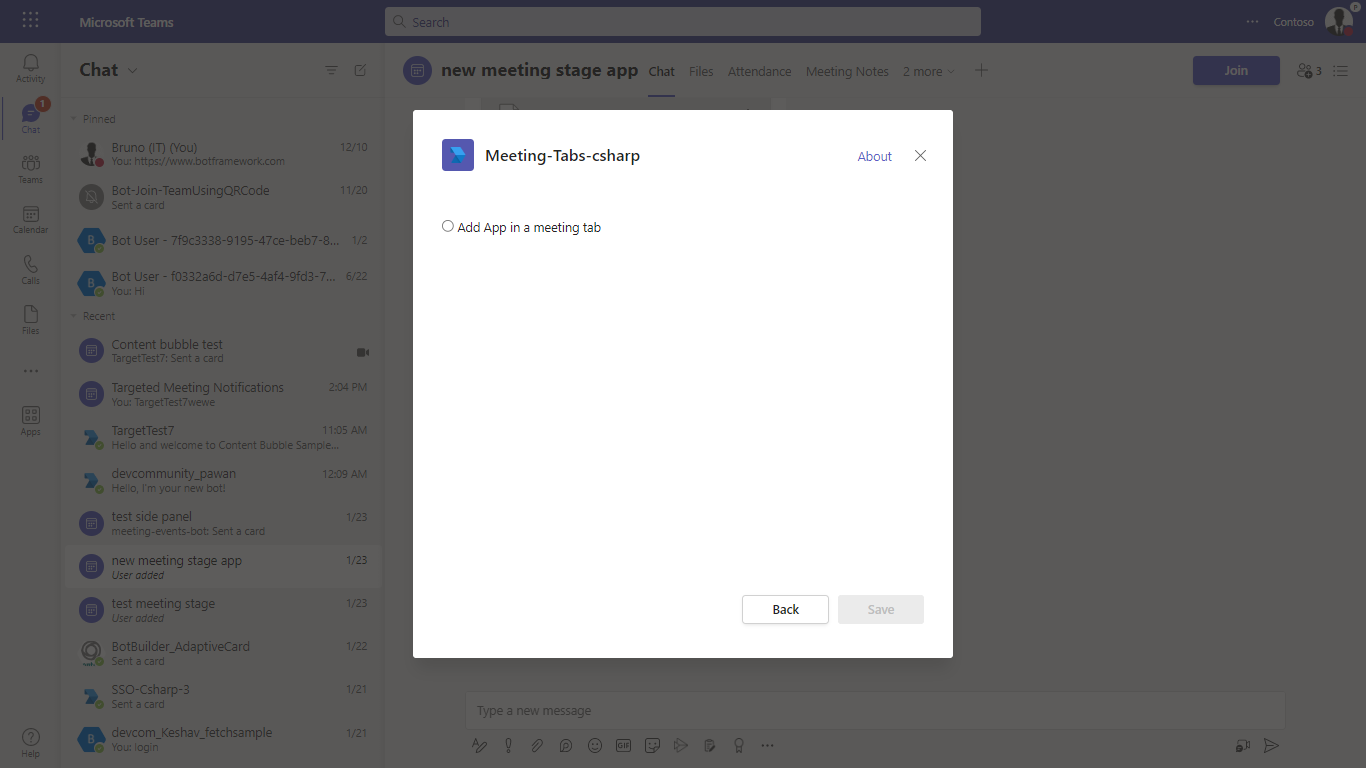 Microsoft Teams
Search
Contoso
P
Activity
1
Chat
Teams
Calendar
Calls
Files
Apps
Help
Chat
Pinned
Bruno (IT) (You) 12/10
You: https://www.botframework.com
Bot-Join-TeamUsingQRCode 11/20
Sent a card
B
Bot User - 7f9c3338-9195-47ce-beb7-8... 1/2
B
Bot User - f0332a6d-d7e5-4af4-9fd3-7... 6/22
You: Hi
Recent
Content bubble test
TargetTest7: Sent a card
Targeted Meeting Notifications 2:04 PM
You: TargetTest7wewe
TargetTest7 11:05 AM
Hello and welcome to Content Bubble Sample...
devcommunity_pawan 12:09 AM
Hello, I'm your new bot!
test side panel 1/23
meeting-events-bot: Sent a card
new meeting stage app 1/23
User added
test meeting stage 1/23
User added
BotBuilder_AdaptiveCard 1/22
Sent a card
SSO-Csharp-3 1/21
Sent a card
B
devcom_Keshav_fetchsample 1/21
You: login
new meeting stage app Chat Files Attendance Meeting Notes 2 more Join 3
Meeting-Tabs-csharp About
Add App in a meeting tab
Back Save
Type a new message
GIF